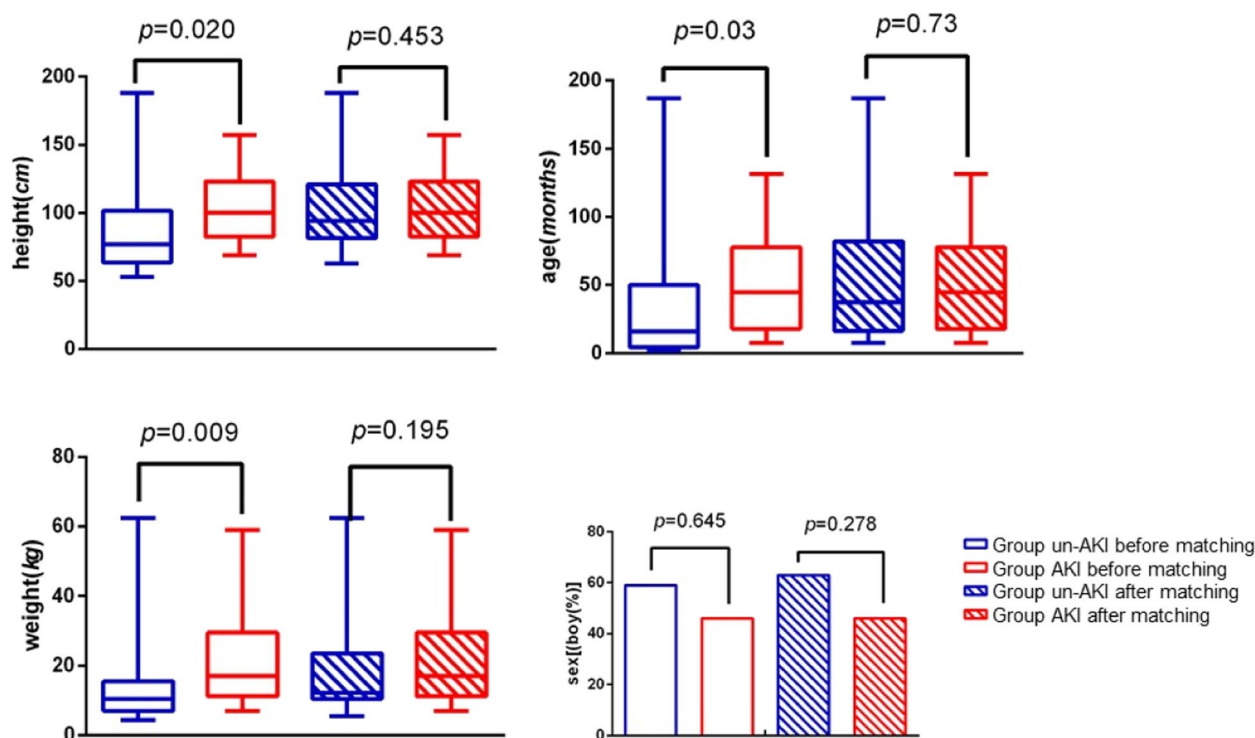 p=0.020
p=0.453
200
150
100
50
0
height(cm)
p=0.03
p=0.73
200
150
100
50
0
age(months)
p=0.009
p=0.195
80
60
40
20
0
weight(kg)
p=0.645
p=0.278
80
60
40
20
0
sex[(boy(%)]
Group un-AKI before matching
Group AKI before matching
Group un-AKI after matching
Group AKI after matching